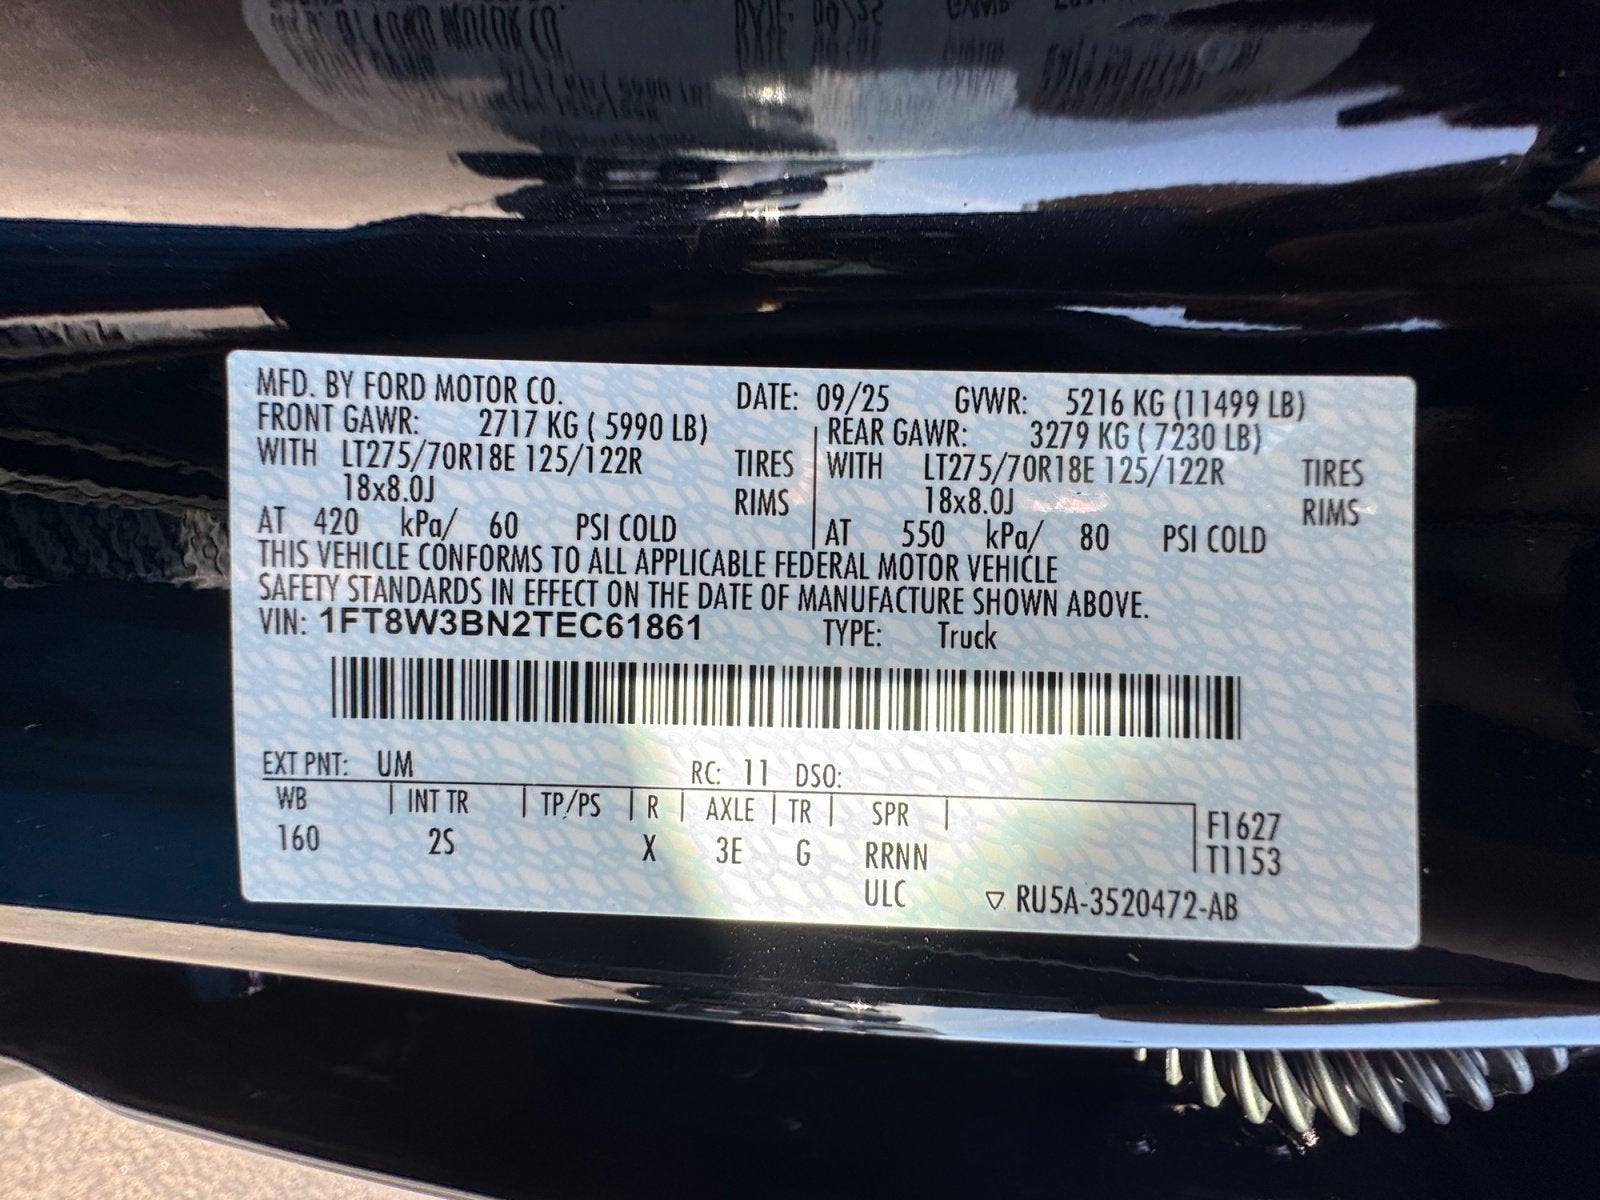 MFD. BY FORD MOTOR CO. DATE: 09/25 GVWR: 5216 KG (11499 LB)
FRONT GAWR: 2717 KG ( 5990 LB) REAR GAWR: 3279 KG ( 7230 LB)
WITH LT275/70R18E 125/122R TIRES WITH LT275/70R18E 125/122R TIRES
18x8.0J RIMS 18x8.0J RIMS
AT 420 kPa/ 60 PSI COLD AT 550 kPa/ 80 PSI COLD
THIS VEHICLE CONFORMS TO ALL APPLICABLE FEDERAL MOTOR VEHICLE
SAFETY STANDARDS IN EFFECT ON THE DATE OF MANUFACTURE SHOWN ABOVE.
VIN: 1FT8W3BN2TEC61861 TYPE: Truck
EXT PNT: UM RC: 11 DSO:
WB | INT TR | TP/PS | R | AXLE | TR | SPR | F1627
160 2S X 3E G RRNN T1153
ULC ▽ RU5A-3520472-AB